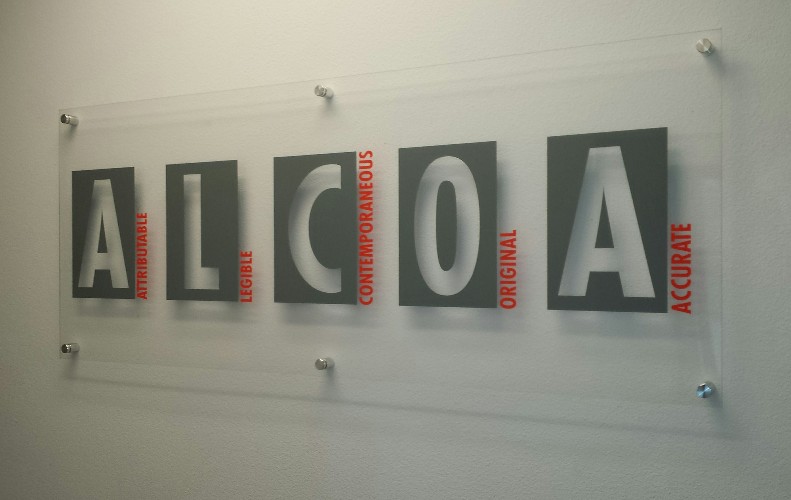 A
ATTRIBUTABLE
L
LEGIBLE
C
CONTEMPORANEOUS
O
ORIGINAL
A
ACCURATE